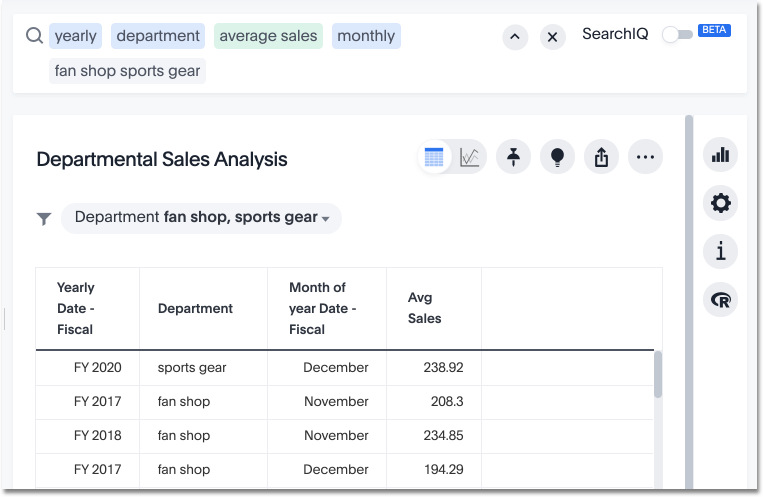 yearly department average sales monthly SearchIQ BETA
fan shop sports gear
Departmental Sales Analysis
Department fan shop, sports gear
Yearly Date - Fiscal Department Month of year Date - Fiscal Avg Sales
FY 2020 sports gear December 238.92
FY 2017 fan shop November 208.3
FY 2018 fan shop November 234.85
FY 2017 fan shop December 194.29